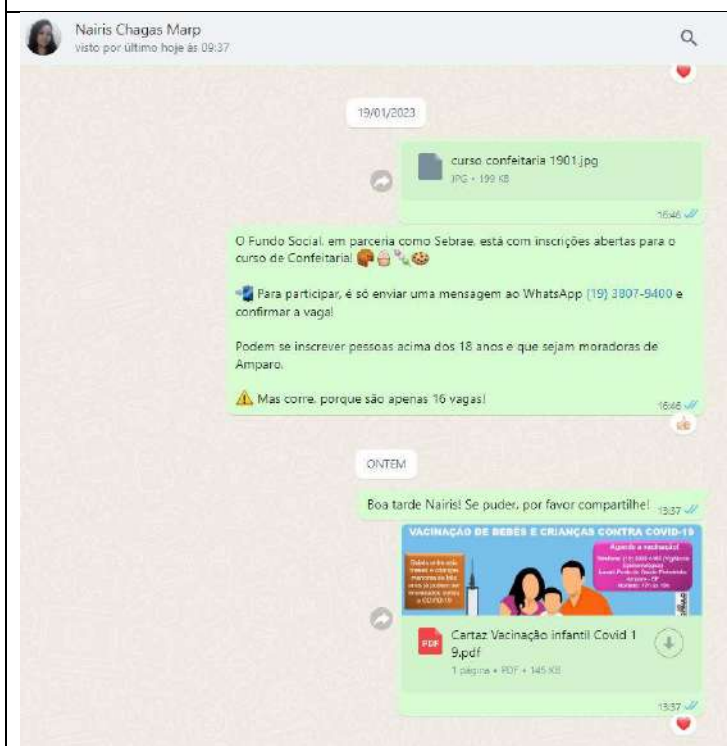 Nairis Chagas Marp
visto por último hoje às 09:37
19/01/2023
curso confeitaria 1901.jpg
JPG • 199 KB
16:46
O Fundo Social, em parceria como Sebrae, está com inscrições abertas para o
curso de Confeitaria!
Para participar, é só enviar uma mensagem ao WhatsApp (19) 3807-9400 e
confirmar a vaga!
Podem se inscrever pessoas acima dos 18 anos e que sejam moradoras de
Amparo.
Mas corre, porque são apenas 16 vagas!
16:46
ONTEM
Boa tarde Nairis! Se puder, por favor compartilhe!
13:37
VACINAÇÃO DE BEBÊS E CRIANÇAS CONTRA COVID-19
Agende a vacinação!
PDF
Cartaz Vacinação infantil Covid 1
9.pdf
1 página • PDF • 145 KB
13:37